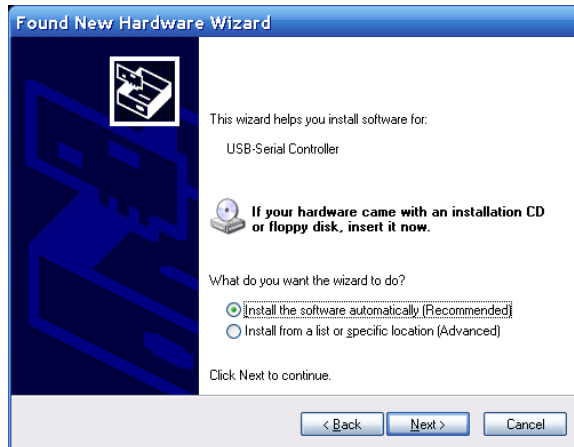 Found New Hardware Wizard
This wizard helps you install software for:
USB-Serial Controller
If your hardware came with an installation CD
or floppy disk, insert it now.
What do you want the wizard to do?
Install the software automatically (Recommended)
Install from a list or specific location (Advanced)
Click Next to continue.
< Back
Next >
Cancel